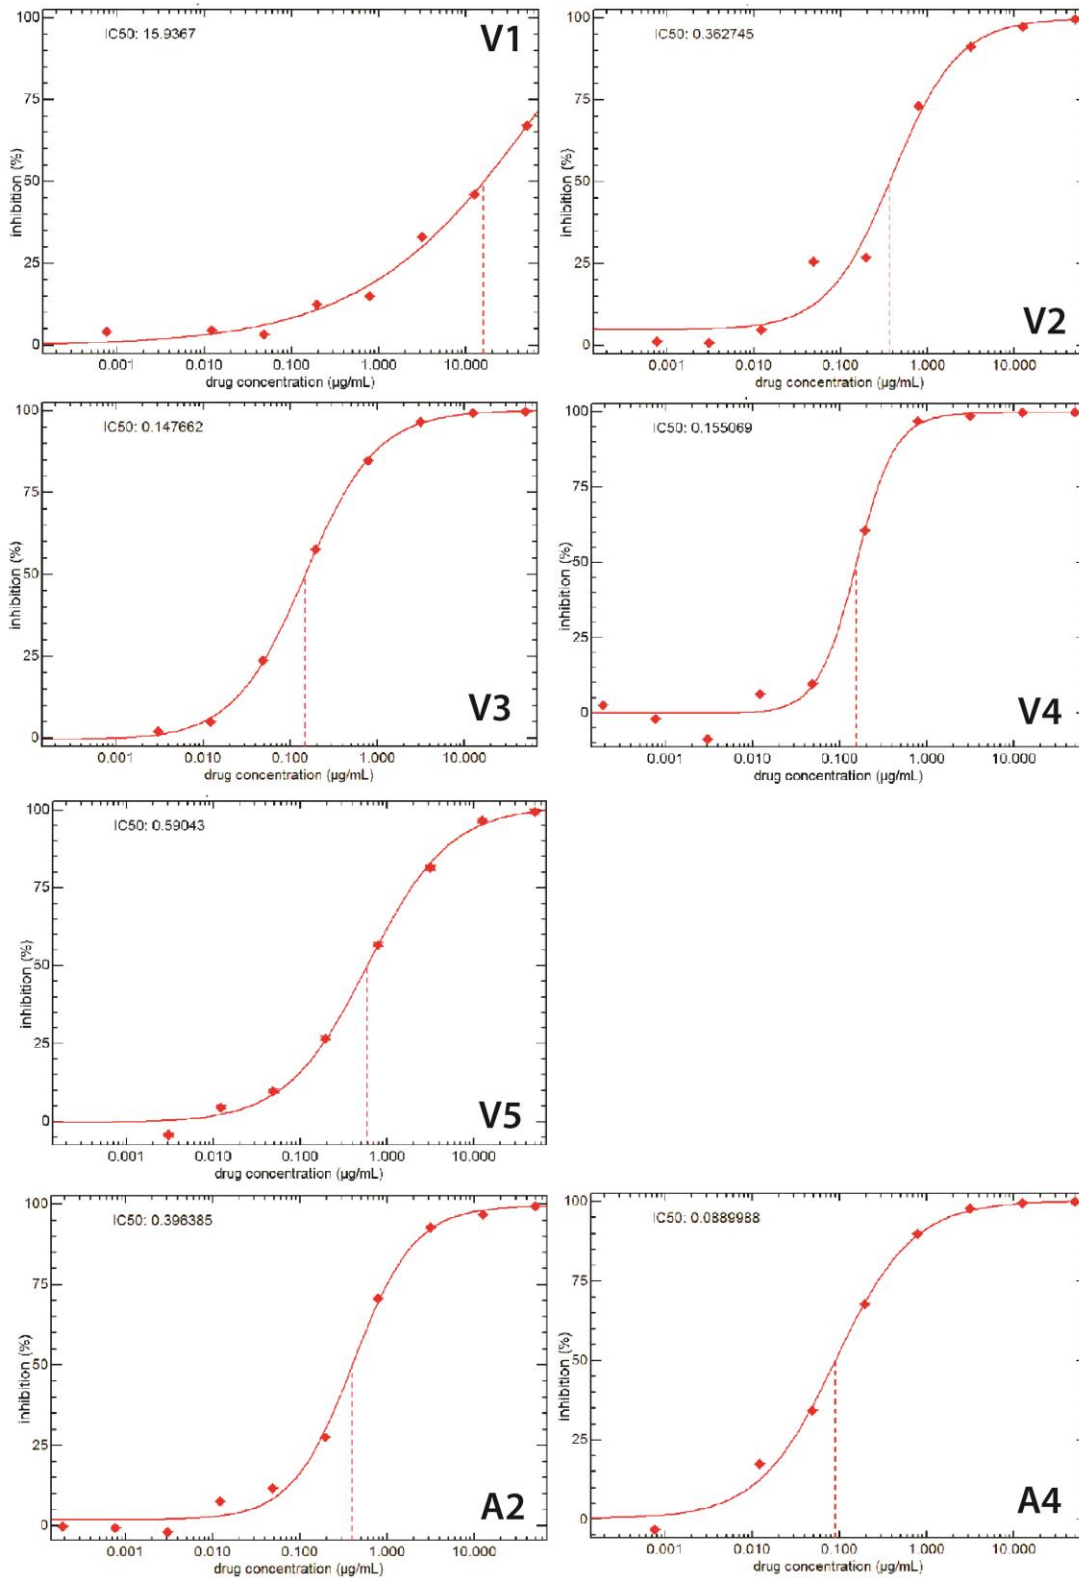 100
75
50
25
0
inhibition (%)
IC50: 15.9367
V1
0.001 0.010 0.100 1.000 10.000
drug concentration (µg/mL)
100
75
50
25
0
inhibition (%)
IC50: 0.362745
V2
0.001 0.010 0.100 1.000 10.000
drug concentration (µg/mL)
100
75
50
25
0
inhibition (%)
IC50: 0.147662
V3
0.001 0.010 0.100 1.000 10.000
drug concentration (µg/mL)
100
75
50
25
0
inhibition (%)
IC50: 0.155069
V4
0.001 0.010 0.100 1.000 10.000
drug concentration (µg/mL)
100
75
50
25
0
inhibition (%)
IC50: 0.59043
V5
0.001 0.010 0.100 1.000 10.000
drug concentration (µg/mL)
100
75
50
25
0
inhibition (%)
IC50: 0.396385
A2
0.001 0.010 0.100 1.000 10.000
drug concentration (µg/mL)
100
75
50
25
0
inhibition (%)
IC50: 0.0889988
A4
0.001 0.010 0.100 1.000 10.000
drug concentration (µg/mL)